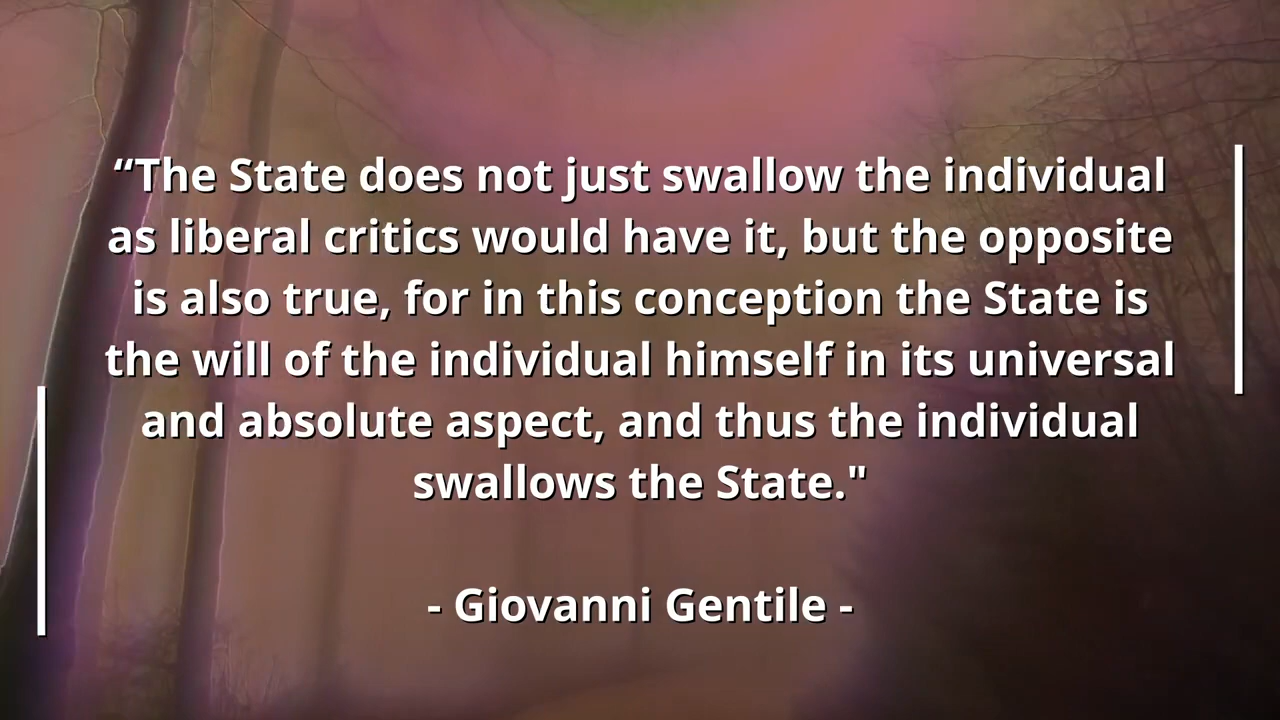 “The State does not just swallow the individual
as liberal critics would have it, but the opposite
is also true, for in this conception the State is
the will of the individual himself in its universal
and absolute aspect, and thus the individual
swallows the State."
- Giovanni Gentile -